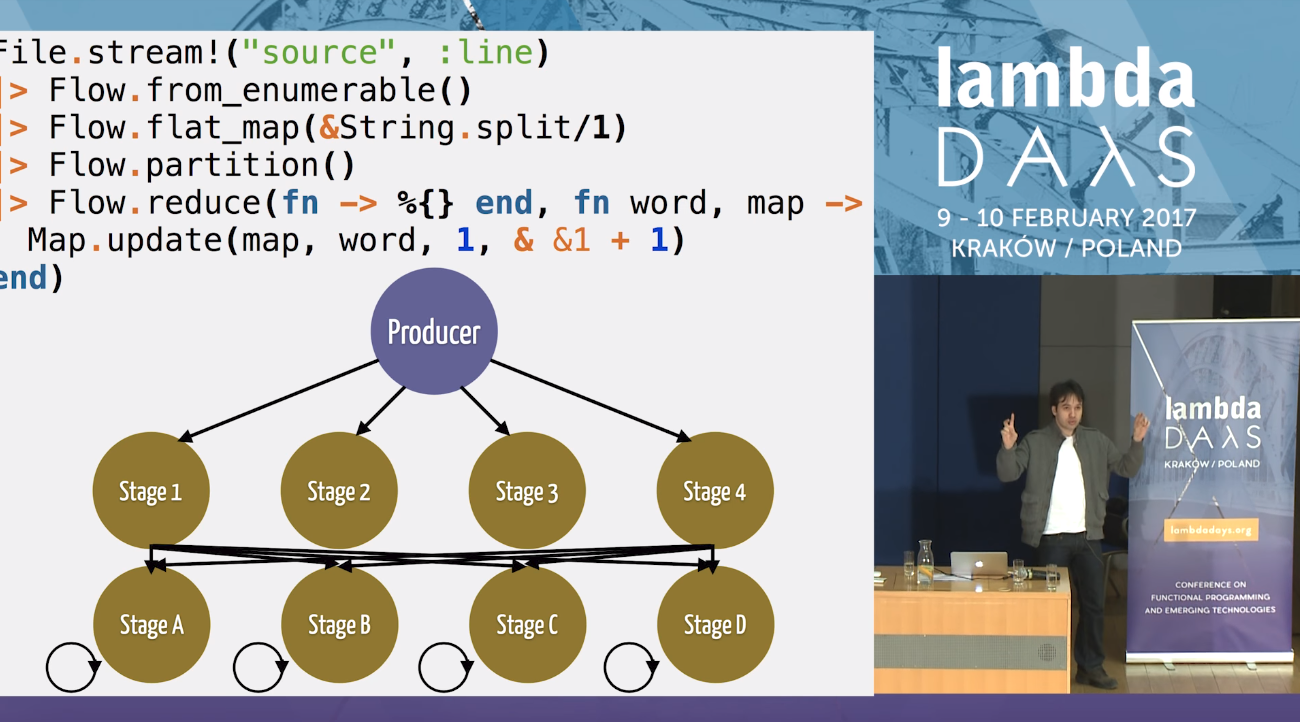 File.stream!("source", :line)
|> Flow.from_enumerable()
|> Flow.flat_map(&String.split/1)
|> Flow.partition()
|> Flow.reduce(fn -> %{} end, fn word, map ->
Map.update(map, word, 1, & &1 + 1)
end)
Producer
Stage 1 Stage 2 Stage 3 Stage 4
Stage A Stage B Stage C Stage D
lambda
DAλS
9 - 10 FEBRUARY 2017
KRAKÓW / POLAND
lambda
DAλS
KRAKÓW / POLAND
lambdadays.org
CONFERENCE ON
FUNCTIONAL PROGRAMMING
AND EMERGING TECHNOLOGIES